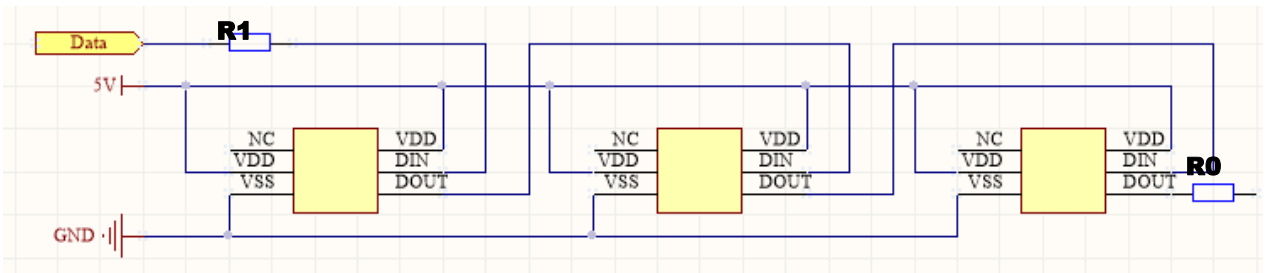 R1
Data
5V
NC VDD NC VDD NC VDD
VDD DIN VDD DIN VDD DIN R0
VSS DOUT VSS DOUT VSS DOUT
GND